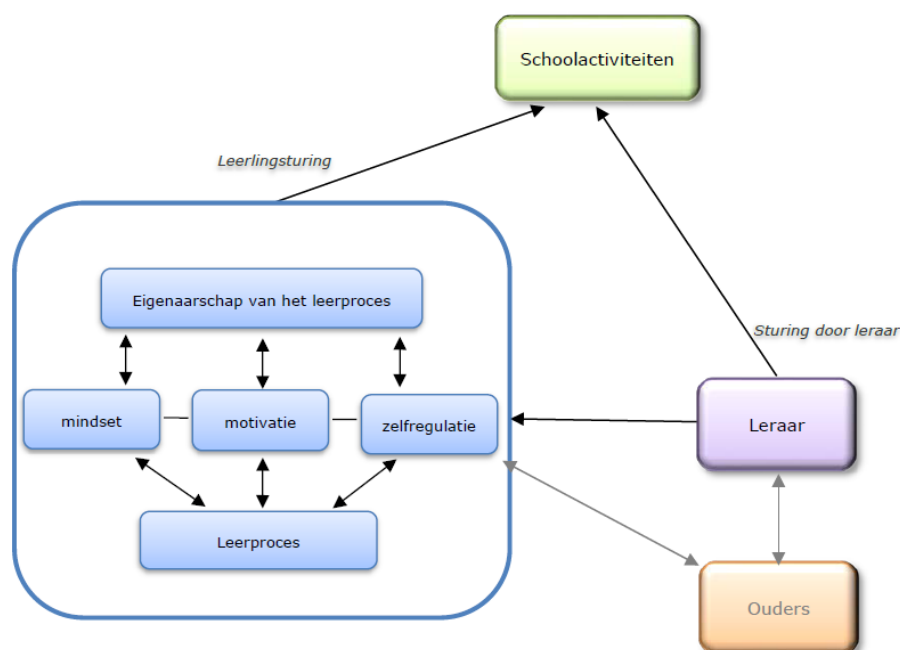 Schoolactiviteiten
Leerlingsturing
Eigenaarschap van het leerproces
Sturing door leraar
mindset
motivatie
zelfregulatie
Leraar
Leerproces
Ouders